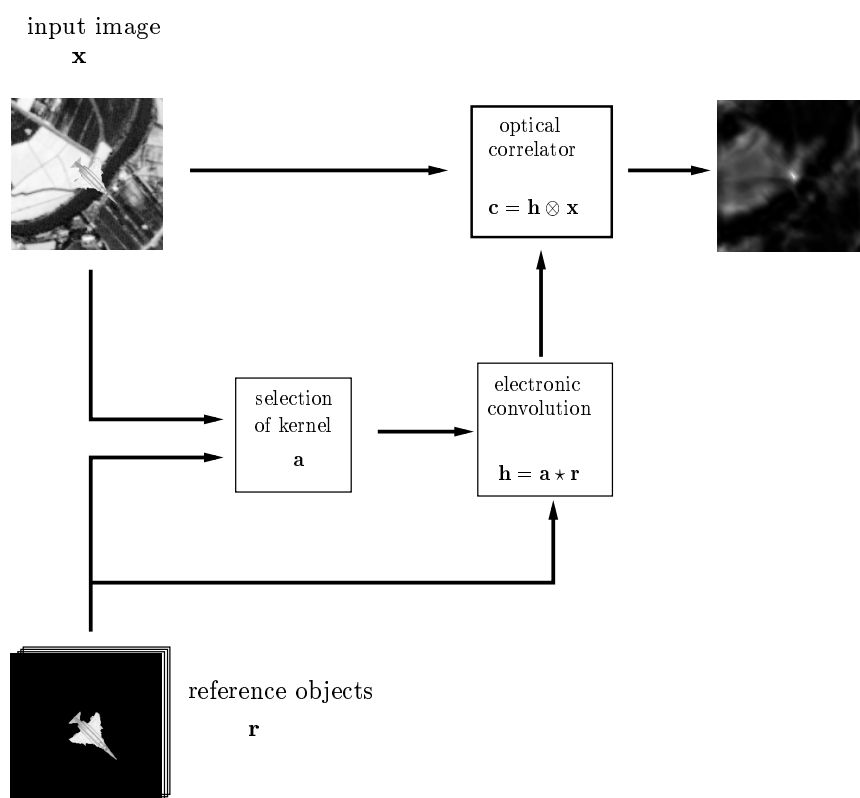 input image
x
optical
correlator
c = h ⊗ x
selection
of kernel
a
electronic
convolution
h = a ⋆ r
reference objects
r